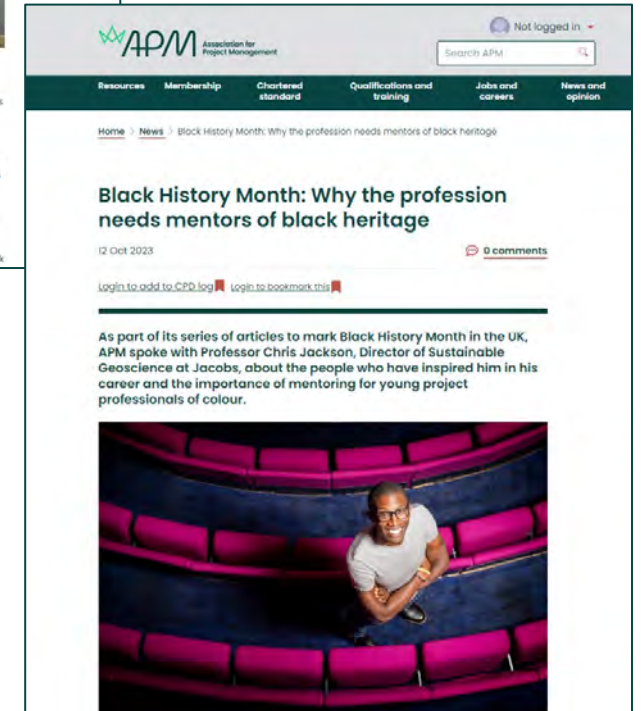 APM Association for
Project Management
Not logged in
Search APM
Resources Membership Chartered standard Qualifications and training Jobs and careers News and opinion
Home > News > Black History Month: Why the profession needs mentors of black heritage
Black History Month: Why the profession
needs mentors of black heritage
12 Oct 2023
0 comments
Login to add to CPD log Login to bookmark this
As part of its series of articles to mark Black History Month in the UK,
APM spoke with Professor Chris Jackson, Director of Sustainable
Geoscience at Jacobs, about the people who have inspired him in his
career and the importance of mentoring for young project
professionals of colour.